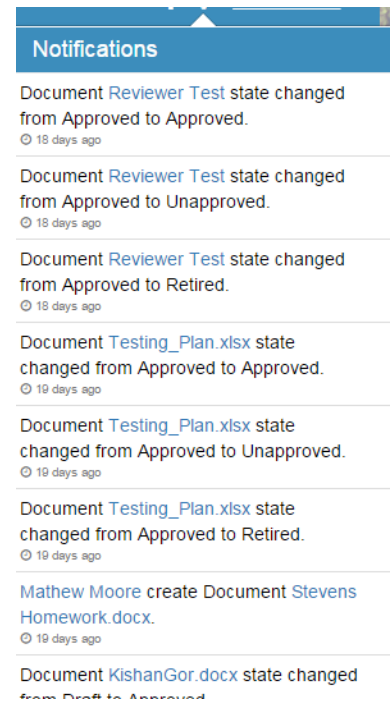 Notifications
Document Reviewer Test state changed
from Approved to Approved.
18 days ago
Document Reviewer Test state changed
from Approved to Unapproved.
18 days ago
Document Reviewer Test state changed
from Approved to Retired.
18 days ago
Document Testing_Plan.xlsx state
changed from Approved to Approved.
19 days ago
Document Testing_Plan.xlsx state
changed from Approved to Unapproved.
19 days ago
Document Testing_Plan.xlsx state
changed from Approved to Retired.
19 days ago
Mathew Moore create Document Stevens
Homework.docx.
19 days ago
Document KishanGor.docx state changed
from Draft to Approved